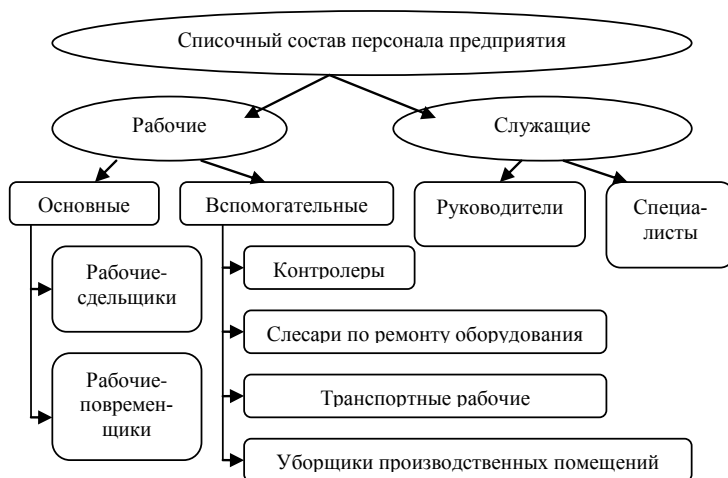 Списочный состав персонала предприятия
Рабочие
Служащие
Основные
Вспомогательные
Руководители
Специа-
листы
Рабочие-
сдельщики
Контролеры
Слесари по ремонту оборудования
Рабочие-
повремен-
щики
Транспортные рабочие
Уборщики производственных помещений